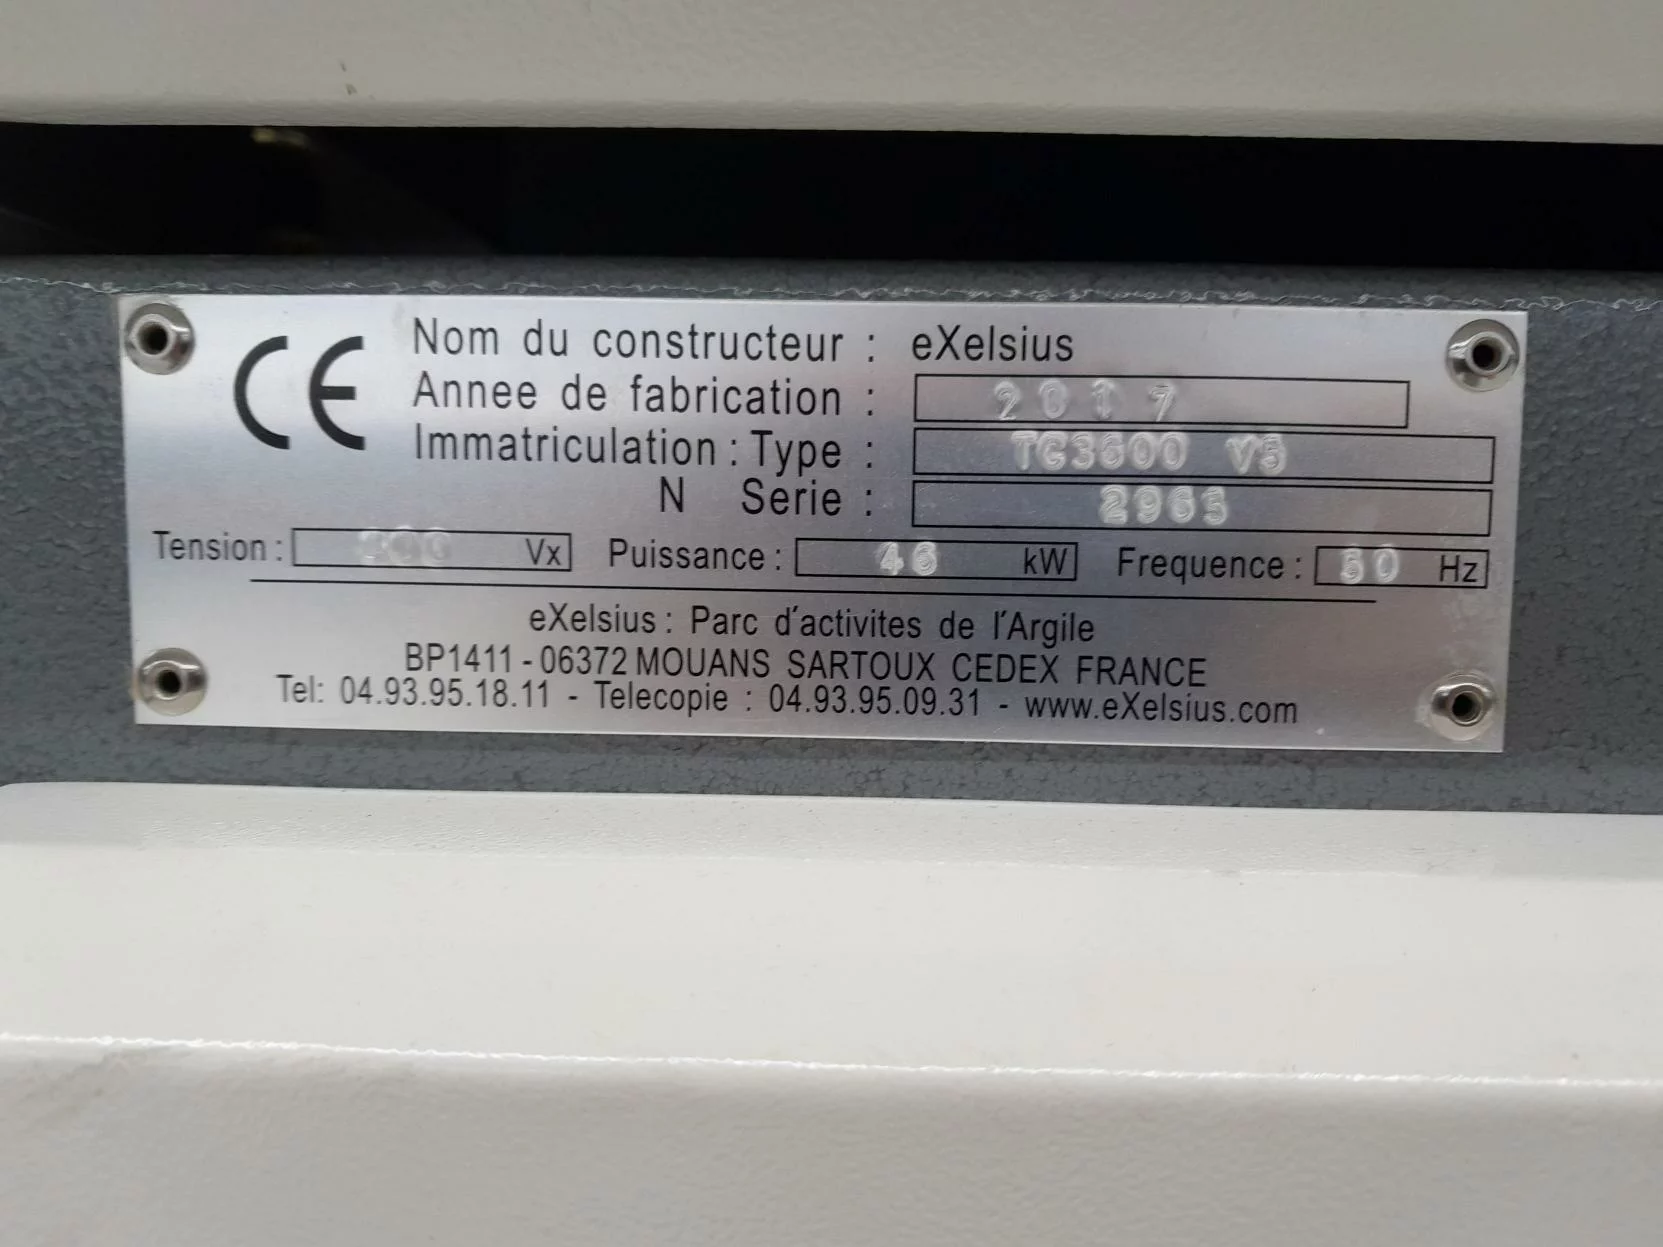 CE
Nom du constructeur : eXelsius
Annee de fabrication : 2017
Immatriculation : Type : TG3600 V5
N Serie : 2965
Tension : Vx Puissance : 46 kW Frequence : 50 Hz
eXelsius : Parc d'activites de l'Argile
BP1411 - 06372 MOUANS SARTOUX CEDEX FRANCE
Tel: 04.93.95.18.11 - Telecopie : 04.93.95.09.31 - www.eXelsius.com